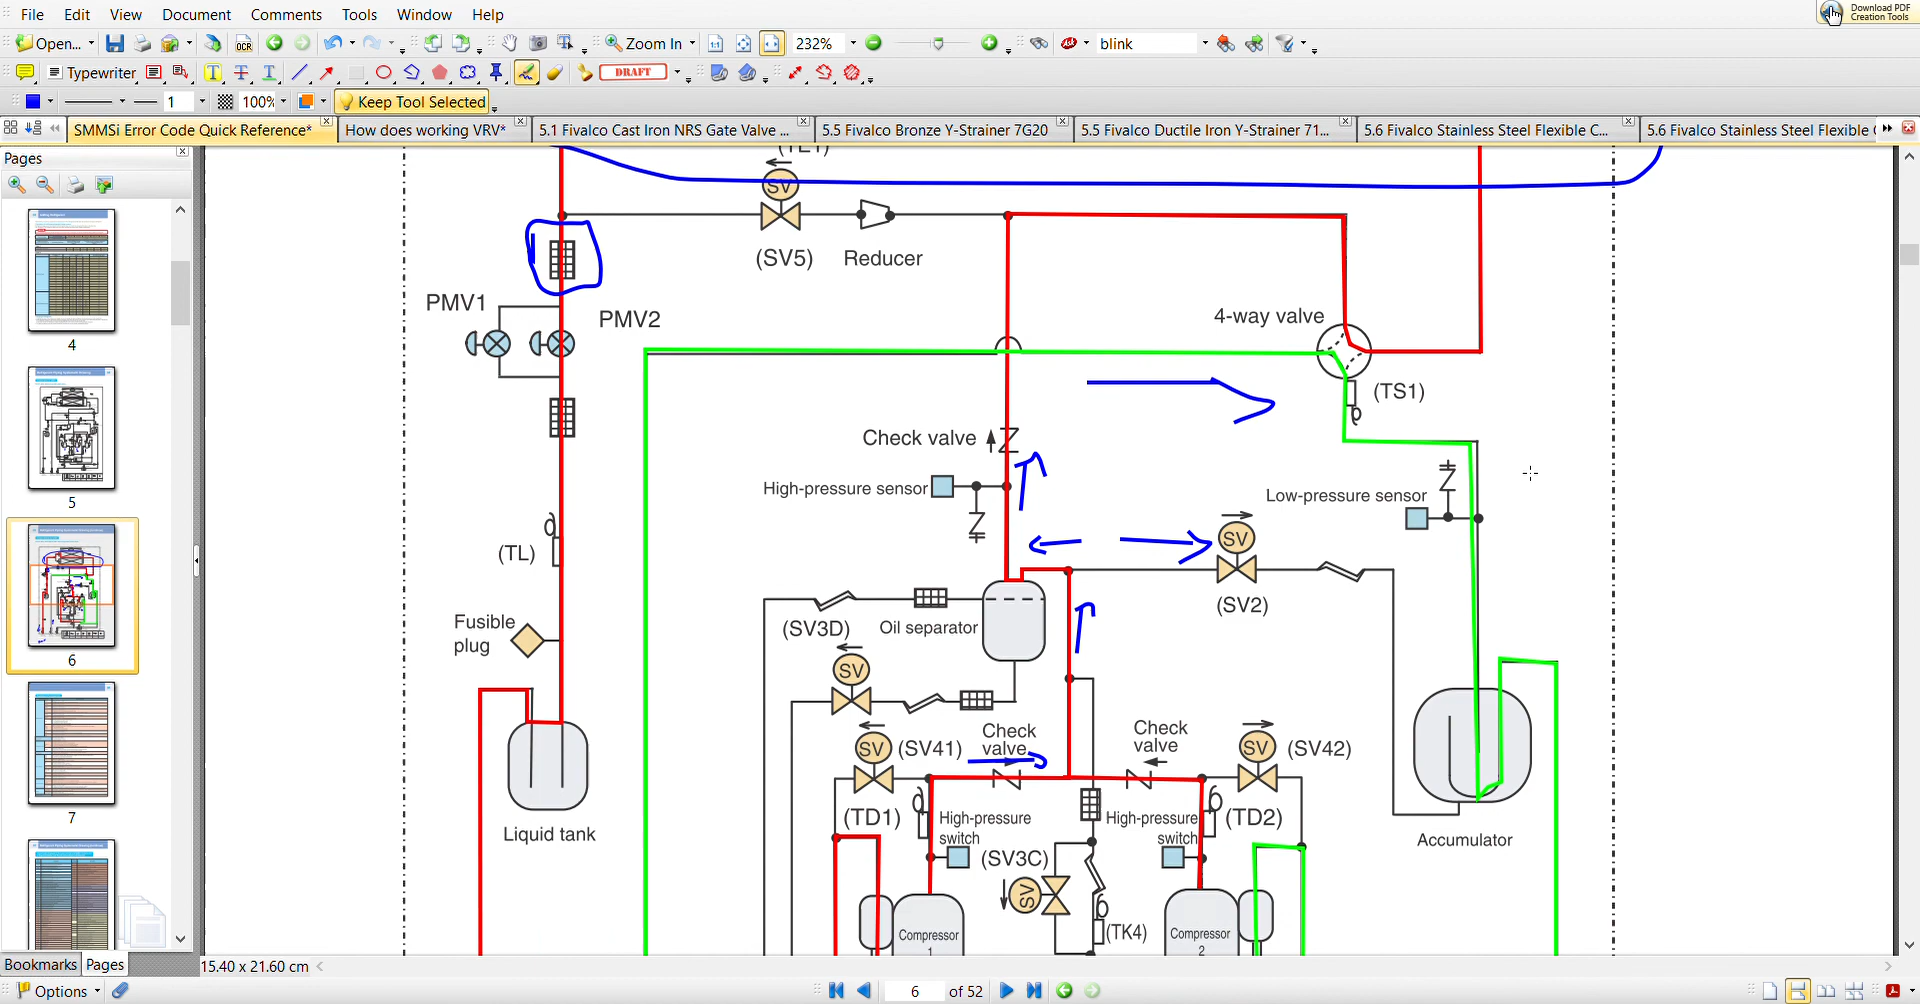 File Edit View Document Comments Tools Window Help
Download PDF
Creation Tools
Open... OCR Zoom In 1:1 232% blink
Typewriter T T T DRAFT
1 100% Keep Tool Selected
SMMSi Error Code Quick Reference* How does working VRV* 5.1 Fivalco Cast Iron NRS Gate Valve ... 5.5 Fivalco Bronze Y-Strainer 7G20 5.5 Fivalco Ductile Iron Y-Strainer 71... 5.6 Fivalco Stainless Steel Flexible C... 5.6 Fivalco Stainless Steel Flexible
Pages
4
5
6
7
SV
(SV5) Reducer
PMV1
PMV2
4-way valve
(TS1)
Check valve
High-pressure sensor
Low-pressure sensor
SV
(TL)
(SV2)
Fusible
plug
(SV3D) Oil separator
SV
Check
valve
Check
valve
SV (SV41)
SV (SV42)
(TD1)
(TD2)
High-pressure
switch
High-pressure
switch
Liquid tank
Accumulator
(SV3C)
SV
(TK4)
Compressor
1
Compressor
2
Bookmarks Pages 15.40 x 21.60 cm
Options 6 of 52